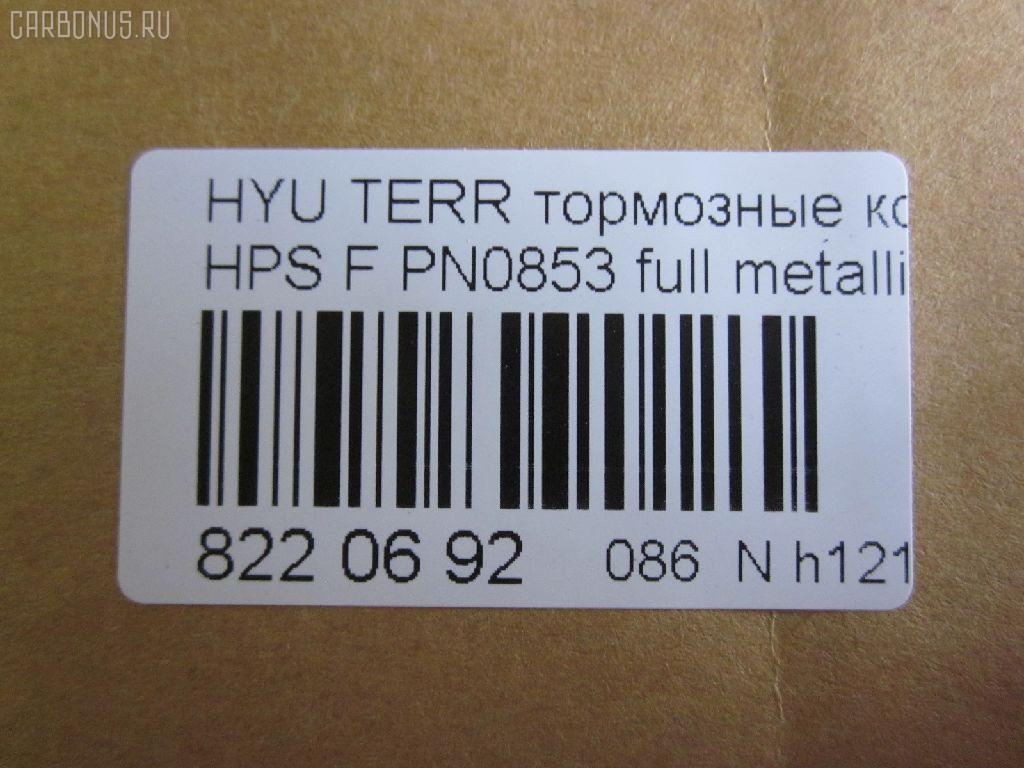 CARBONUS.RU
HYU TERR тормозные ко
HPS F PN0853 full metalli
822 06 92 086 N h121